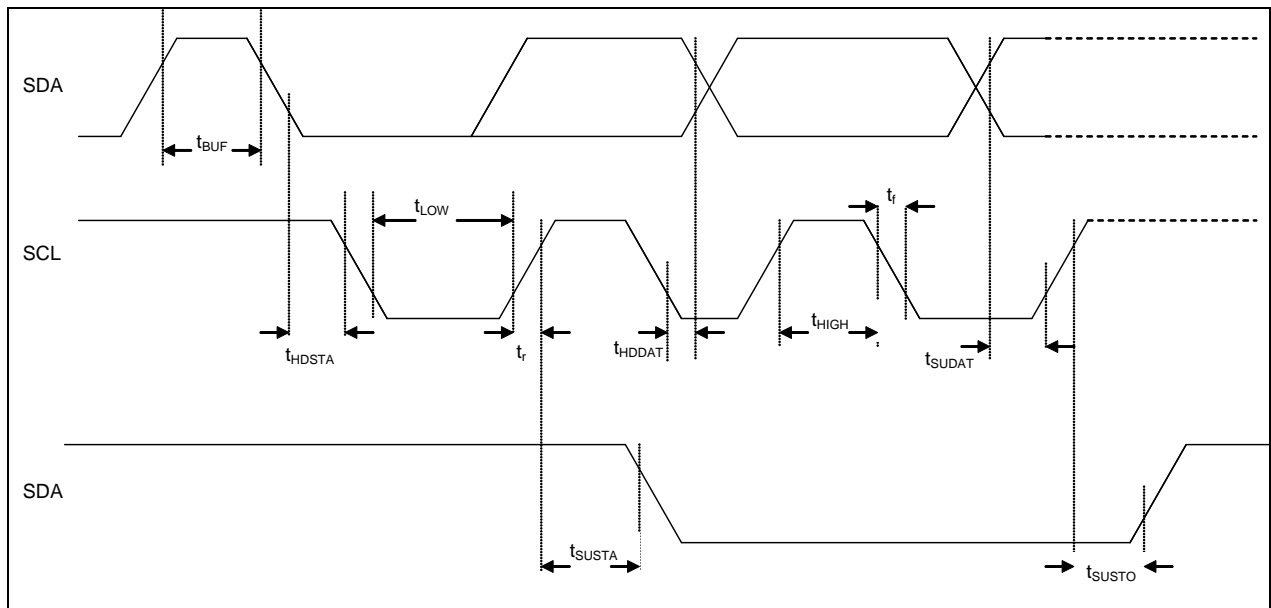 SDA
tBUF
tLOW
tf
SCL
tHDSTA
tr
tHDDAT
tHIGH
tSUDAT
SDA
tSUSTA
tSUSTO